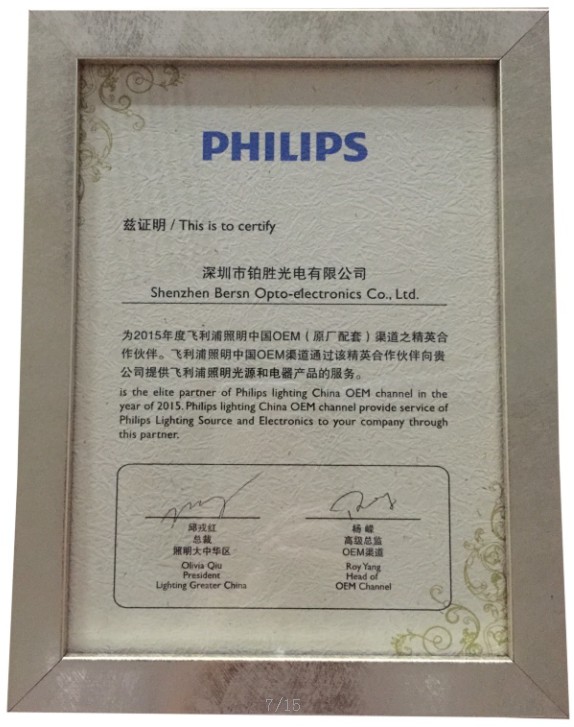 PHILIPS
兹证明 / This is to certify
深圳市铂胜光电有限公司
Shenzhen Bersn Opto-electronics Co., Ltd.
为2015年度飞利浦照明中国OEM（原厂配套）渠道之精英合
作伙伴。飞利浦照明中国OEM渠道通过该精英合作伙伴向贵
公司提供飞利浦照明光源和电器产品的服务。
is the elite partner of Philips lighting China OEM channel in the
year of 2015. Philips lighting China OEM channel provide service of
Philips Lighting Source and Electronics to your company through
this partner.
邱戎红
总裁
照明大中华区
Olivia Qiu
President
Lighting Greater China
杨嵘
高级总监
OEM渠道
Roy Yang
Head of
OEM Channel
7/15